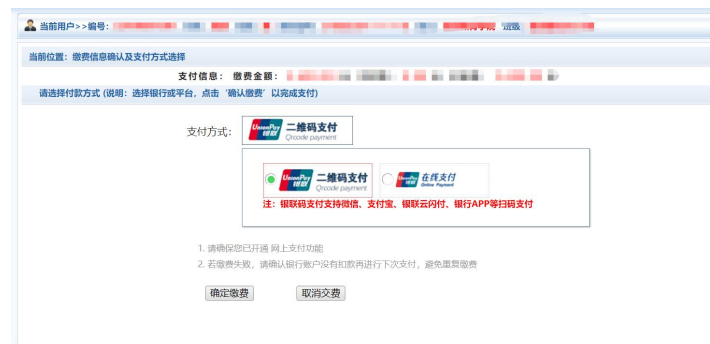 当前用户>>编号: 学院 班级
当前位置: 缴费信息确认及支付方式选择
支付信息: 缴费金额:
请选择付款方式 (说明: 选择银行或平台, 点击 ‘确认缴费’ 以完成支付)
支付方式: UnionPay 银联 二维码支付
Qrcode payment
UnionPay 银联 二维码支付 UnionPay 银联 在线支付
Qrcode payment Online Payment
注: 银联码支付支持微信、支付宝、银联云闪付、银行APP等扫码支付
1. 请确保您已开通 网上支付功能
2. 若缴费失败, 请确认银行账户没有扣款再进行下次支付, 避免重复缴费
确定缴费 取消交费